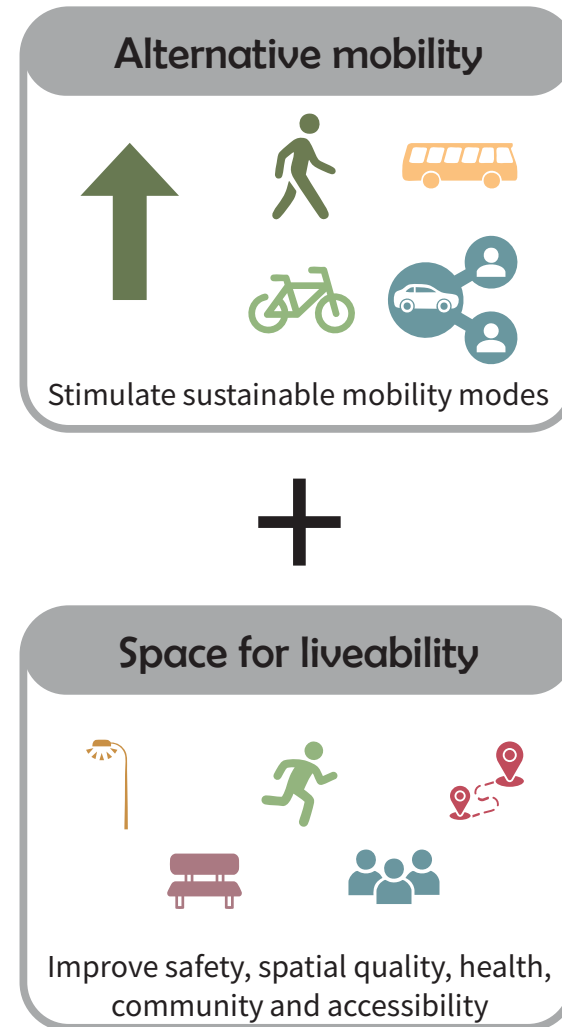 Alternative mobility
Stimulate sustainable mobility modes
+
Space for liveability
Improve safety, spatial quality, health,
community and accessibility